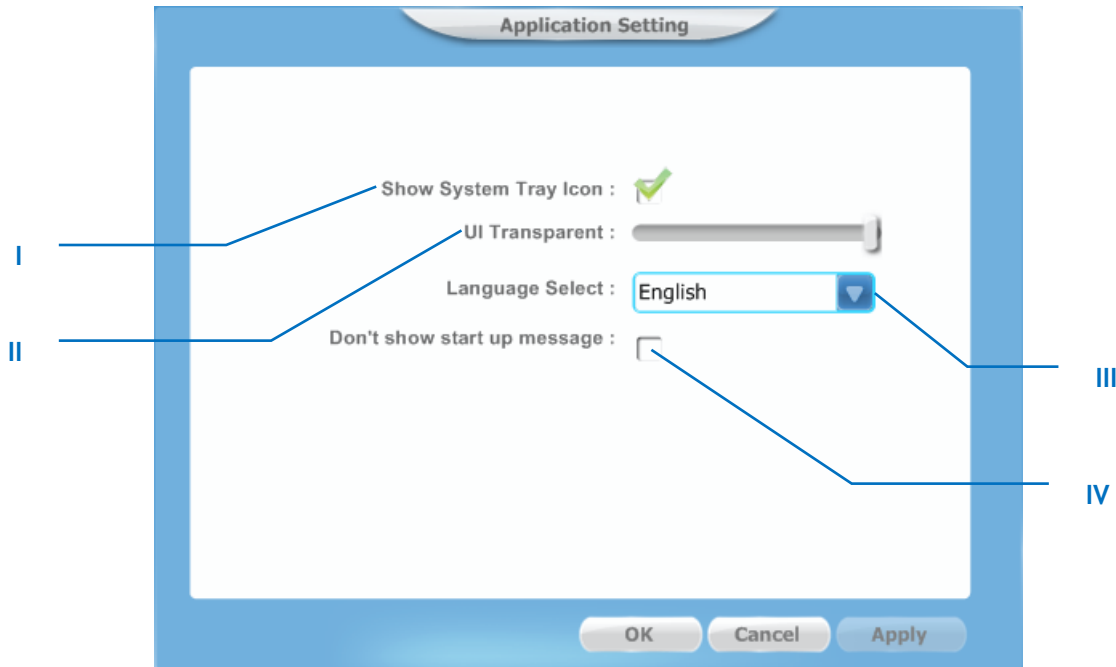 Application Setting
I
Show System Tray Icon :
UI Transparent :
II
Language Select : English
Don't show start up message :
III
IV
OK Cancel Apply